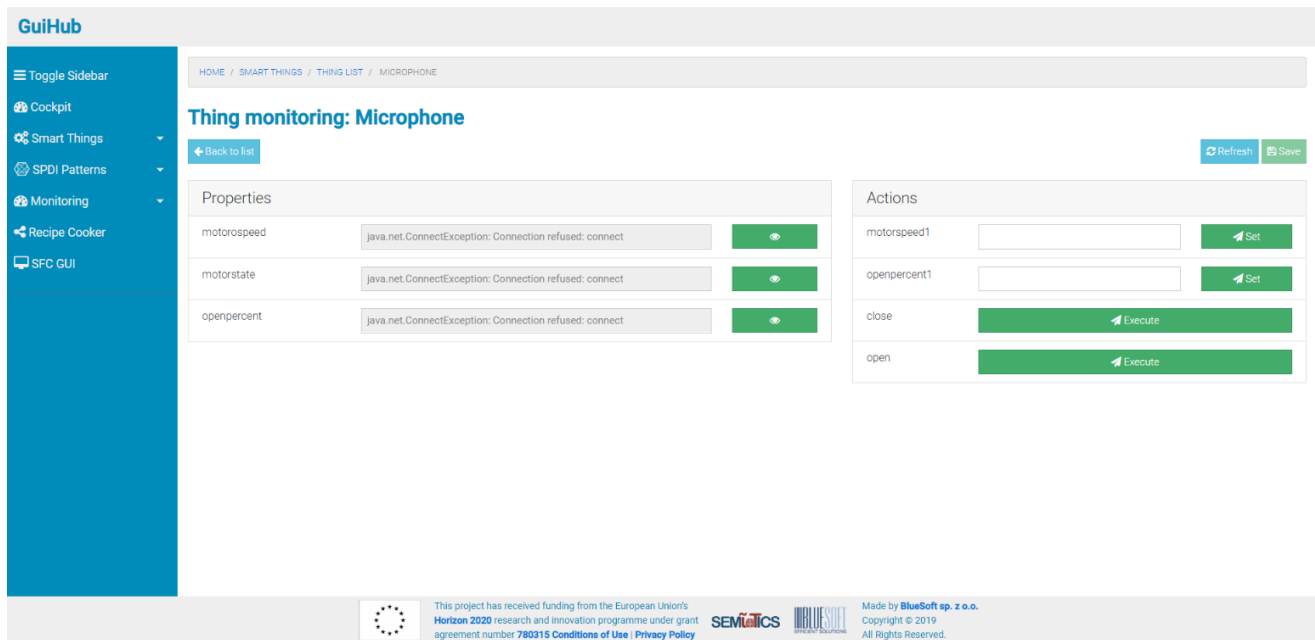 GuiHub
Toggle Sidebar
Cockpit
Smart Things
SPDI Patterns
Monitoring
Recipe Cooker
SFC GUI
HOME / SMART THINGS / THING LIST / MICROPHONE
Thing monitoring: Microphone
Back to list
Refresh
Save
Properties
motorospeed
java.net.ConnectException: Connection refused: connect
motorstate
java.net.ConnectException: Connection refused: connect
openpercent
java.net.ConnectException: Connection refused: connect
Actions
motorspeed1
Set
openpercent1
Set
close
Execute
open
Execute
This project has received funding from the European Union's
Horizon 2020 research and innovation programme under grant
agreement number 780315 Conditions of Use | Privacy Policy
SEMIoTICS
BLUESOFT
EFFICIENT SOLUTIONS
Made by BlueSoft sp. z o.o.
Copyright © 2019
All Rights Reserved.